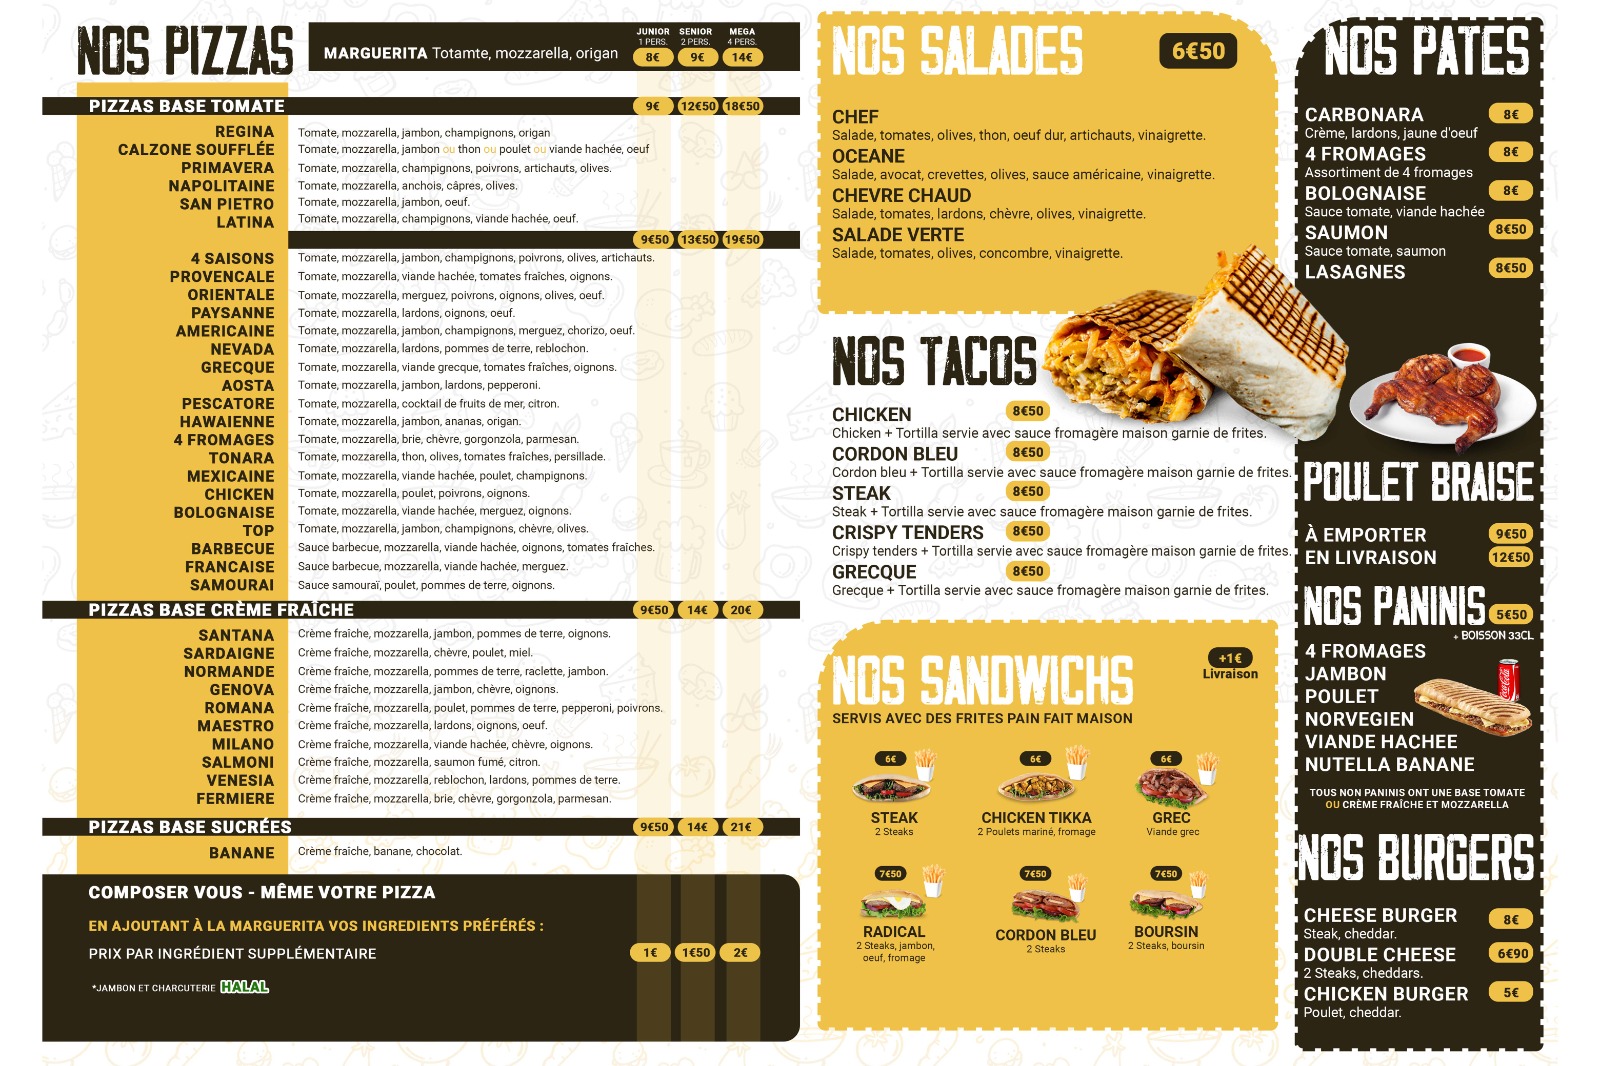 NOS PIZZAS
JUNIOR SENIOR MEGA
1 PERS. 2 PERS. 4 PERS.
MARGUERITA Totamte, mozzarella, origan 8€ 9€ 14€
PIZZAS BASE TOMATE 9€ 12€50 18€50
REGINA Tomate, mozzarella, jambon, champignons, origan
CALZONE SOUFFLÉE Tomate, mozzarella, jambon ou thon ou poulet ou viande hachée, oeuf
PRIMAVERA Tomate, mozzarella, champignons, poivrons, artichauts, olives.
NAPOLITAINE Tomate, mozzarella, anchois, câpres, olives.
SAN PIETRO Tomate, mozzarella, jambon, oeuf.
LATINA Tomate, mozzarella, champignons, viande hachée, oeuf.
9€50 13€50 19€50
4 SAISONS Tomate, mozzarella, jambon, champignons, poivrons, olives, artichauts.
PROVENCALE Tomate, mozzarella, viande hachée, tomates fraîches, oignons.
ORIENTALE Tomate, mozzarella, merguez, poivrons, oignons, olives, oeuf.
PAYSANNE Tomate, mozzarella, lardons, oignons, oeuf.
AMERICAINE Tomate, mozzarella, jambon, champignons, merguez, chorizo, oeuf.
NEVADA Tomate, mozzarella, lardons, pommes de terre, reblochon.
GRECQUE Tomate, mozzarella, viande grecque, tomates fraîches, oignons.
AOSTA Tomate, mozzarella, jambon, lardons, pepperoni.
PESCATORE Tomate, mozzarella, cocktail de fruits de mer, citron.
HAWAIENNE Tomate, mozzarella, jambon, ananas, origan.
4 FROMAGES Tomate, mozzarella, brie, chèvre, gorgonzola, parmesan.
TONARA Tomate, mozzarella, thon, olives, tomates fraîches, persillade.
MEXICAINE Tomate, mozzarella, viande hachée, poulet, champignons.
CHICKEN Tomate, mozzarella, poulet, poivrons, oignons.
BOLOGNAISE Tomate, mozzarella, viande hachée, merguez, oignons.
TOP Tomate, mozzarella, jambon, champignons, chèvre, olives.
BARBECUE Sauce barbecue, mozzarella, viande hachée, oignons, tomates fraîches.
FRANCAISE Sauce barbecue, mozzarella, viande hachée, merguez.
SAMOURAI Sauce samouraï, poulet, pommes de terre, oignons.
PIZZAS BASE CRÈME FRAÎCHE 9€50 14€ 20€
SANTANA Crème fraîche, mozzarella, jambon, pommes de terre, oignons.
SARDAIGNE Crème fraîche, mozzarella, chèvre, poulet, miel.
NORMANDE Crème fraîche, mozzarella, pommes de terre, raclette, jambon.
GENOVA Crème fraîche, mozzarella, jambon, chèvre, oignons.
ROMANA Crème fraîche, mozzarella, poulet, pommes de terre, pepperoni, poivrons.
MAESTRO Crème fraîche, mozzarella, lardons, oignons, oeuf.
MILANO Crème fraîche, mozzarella, viande hachée, chèvre, oignons.
SALMONI Crème fraîche, mozzarella, saumon fumé, citron.
VENESIA Crème fraîche, mozzarella, reblochon, lardons, pommes de terre.
FERMIERE Crème fraîche, mozzarella, brie, chèvre, gorgonzola, parmesan.
PIZZAS BASE SUCRÉES 9€50 14€ 21€
BANANE Crème fraîche, banane, chocolat.
COMPOSER VOUS - MÊME VOTRE PIZZA
EN AJOUTANT À LA MARGUERITA VOS INGREDIENTS PRÉFÉRÉS :
PRIX PAR INGRÉDIENT SUPPLÉMENTAIRE 1€ 1€50 2€
*JAMBON ET CHARCUTERIE HALAL
NOS SALADES 6€50
CHEF
Salade, tomates, olives, thon, oeuf dur, artichauts, vinaigrette.
OCEANE
Salade, avocat, crevettes, olives, sauce américaine, vinaigrette.
CHEVRE CHAUD
Salade, tomates, lardons, chèvre, olives, vinaigrette.
SALADE VERTE
Salade, tomates, olives, concombre, vinaigrette.
NOS TACOS
CHICKEN 8€50
Chicken + Tortilla servie avec sauce fromagère maison garnie de frites.
CORDON BLEU 8€50
Cordon bleu + Tortilla servie avec sauce fromagère maison garnie de frites.
STEAK 8€50
Steak + Tortilla servie avec sauce fromagère maison garnie de frites.
CRISPY TENDERS 8€50
Crispy tenders + Tortilla servie avec sauce fromagère maison garnie de frites.
GRECQUE 8€50
Grecque + Tortilla servie avec sauce fromagère maison garnie de frites.
NOS SANDWICHS +1€
Livraison
SERVIS AVEC DES FRITES PAIN FAIT MAISON
6€ 6€ 6€
STEAK CHICKEN TIKKA GREC
2 Steaks 2 Poulets mariné, fromage Viande grec
7€50 7€50 7€50
RADICAL CORDON BLEU BOURSIN
2 Steaks, jambon, 2 Steaks 2 Steaks, boursin
oeuf, fromage
NOS PATES
CARBONARA 8€
Crème, lardons, jaune d'oeuf
4 FROMAGES 8€
Assortiment de 4 fromages
BOLOGNAISE 8€
Sauce tomate, viande hachée
SAUMON 8€50
Sauce tomate, saumon
LASAGNES 8€50
POULET BRAISE
À EMPORTER 9€50
EN LIVRAISON 12€50
NOS PANINIS 5€50
+ BOISSON 33CL
4 FROMAGES
JAMBON
POULET
NORVEGIEN
VIANDE HACHEE
NUTELLA BANANE
Coca-Cola
TOUS NON PANINIS ONT UNE BASE TOMATE
OU CRÈME FRAÎCHE ET MOZZARELLA
NOS BURGERS
CHEESE BURGER 8€
Steak, cheddar.
DOUBLE CHEESE 6€90
2 Steaks, cheddars.
CHICKEN BURGER 5€
Poulet, cheddar.